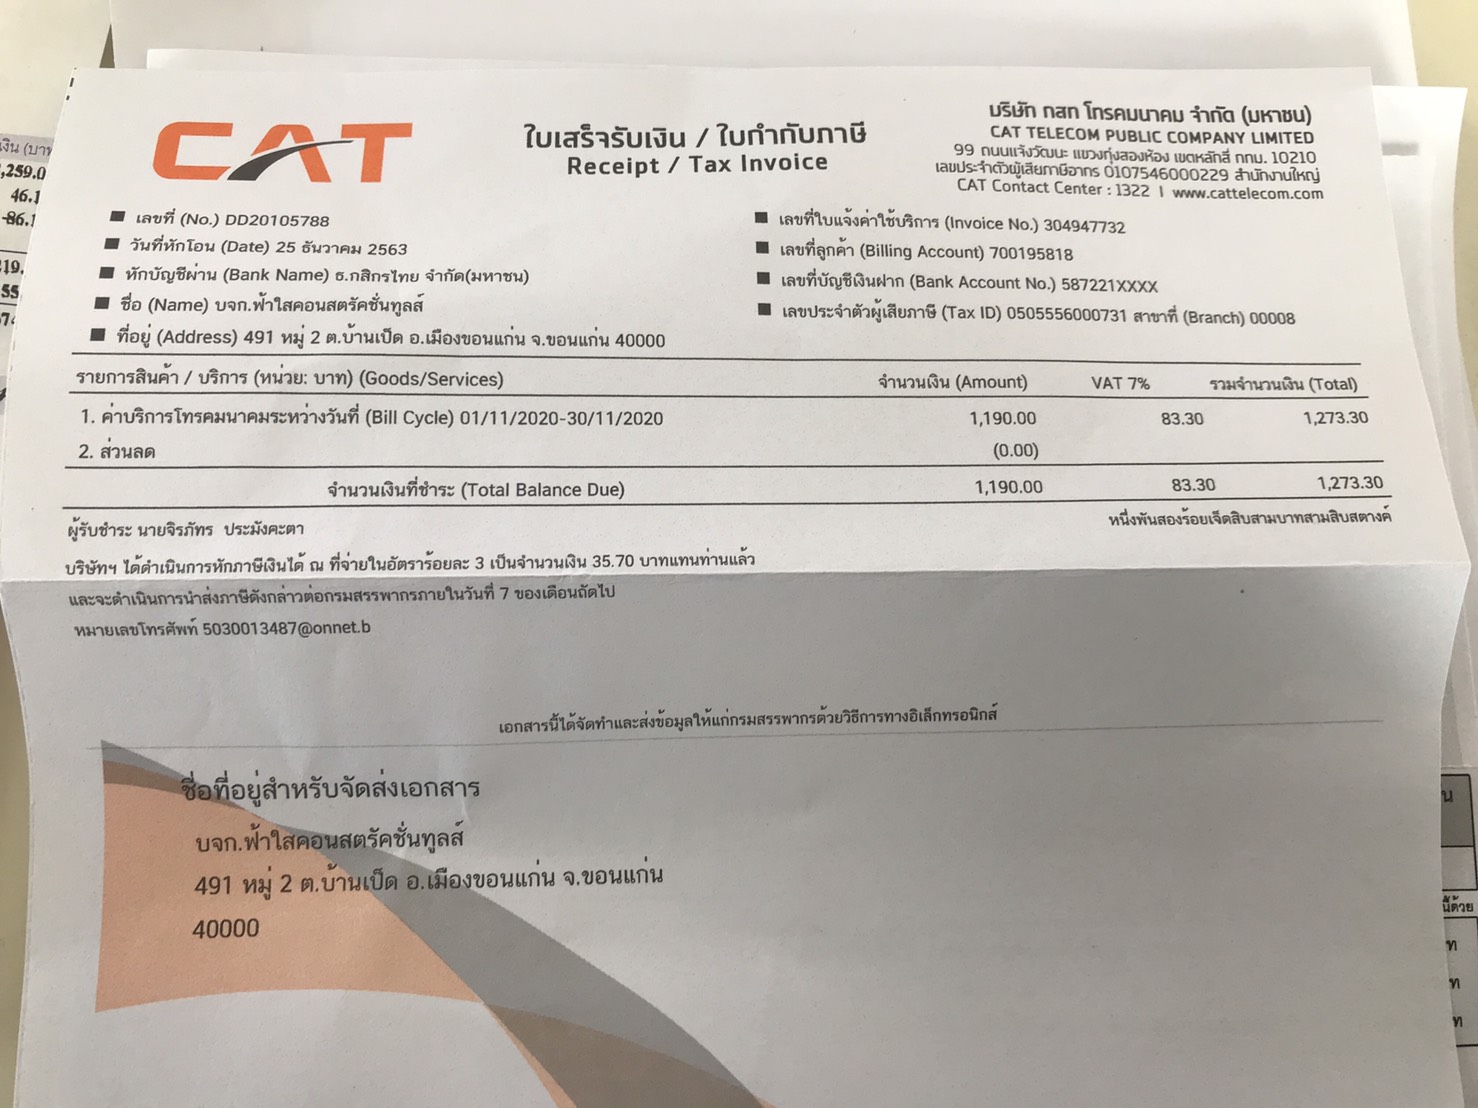 CAT
ใบเสร็จรับเงิน / ใบกำกับภาษี
Receipt / Tax Invoice
บริษัท กสท โทรคมนาคม จำกัด (มหาชน)
CAT TELECOM PUBLIC COMPANY LIMITED
99 ถนนแจ้งวัฒนะ แขวงทุ่งสองห้อง เขตหลักสี่ กทม. 10210
เลขประจำตัวผู้เสียภาษีอากร 0107546000229 สำนักงานใหญ่
CAT Contact Center : 1322 | www.cattelecom.com
เลขที่ (No.) DD20105788
วันที่หักโอน (Date) 25 ธันวาคม 2563
หักบัญชีผ่าน (Bank Name) ธ.กสิกรไทย จำกัด(มหาชน)
ชื่อ (Name) บจก.ฟ้าใสคอนสตรัคชั่นทูลส์
ที่อยู่ (Address) 491 หมู่ 2 ต.บ้านเป็ด อ.เมืองขอนแก่น จ.ขอนแก่น 40000
เลขที่ใบแจ้งค่าใช้บริการ (Invoice No.) 304947732
เลขที่ลูกค้า (Billing Account) 700195818
เลขที่บัญชีเงินฝาก (Bank Account No.) 587221XXXX
เลขประจำตัวผู้เสียภาษี (Tax ID) 0505556000731 สาขาที่ (Branch) 00008
รายการสินค้า / บริการ (หน่วย: บาท) (Goods/Services) จำนวนเงิน (Amount) VAT 7% รวมจำนวนเงิน (Total)
1. ค่าบริการโทรคมนาคมระหว่างวันที่ (Bill Cycle) 01/11/2020-30/11/2020 1,190.00 83.30 1,273.30
2. ส่วนลด (0.00)
จำนวนเงินที่ชำระ (Total Balance Due) 1,190.00 83.30 1,273.30
ผู้รับชำระ นายจิรภัทร ประมังคะตา
หนึ่งพันสองร้อยเจ็ดสิบสามบาทสามสิบสตางค์
บริษัทฯ ได้ดำเนินการหักภาษีเงินได้ ณ ที่จ่ายในอัตราร้อยละ 3 เป็นจำนวนเงิน 35.70 บาทแทนท่านแล้ว
และจะดำเนินการนำส่งภาษีดังกล่าวต่อกรมสรรพากรภายในวันที่ 7 ของเดือนถัดไป
หมายเลขโทรศัพท์ 5030013487@onnet.b
เอกสารนี้ได้จัดทำและส่งข้อมูลให้แก่กรมสรรพากรด้วยวิธีการทางอิเล็กทรอนิกส์
ชื่อที่อยู่สำหรับจัดส่งเอกสาร
บจก.ฟ้าใสคอนสตรัคชั่นทูลส์
491 หมู่ 2 ต.บ้านเป็ด อ.เมืองขอนแก่น จ.ขอนแก่น
40000